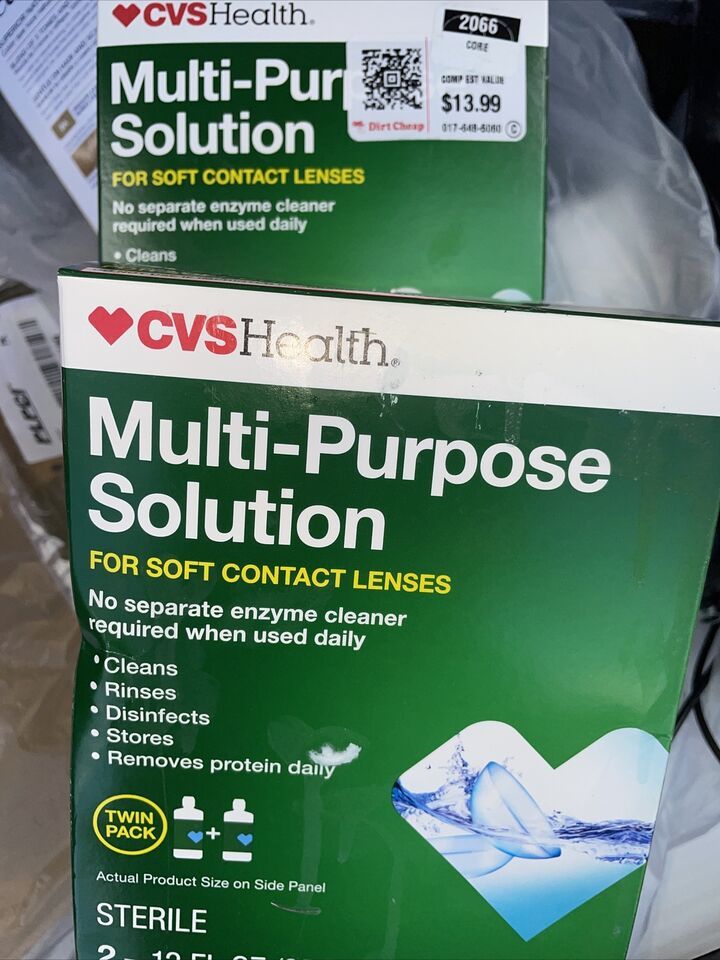 CVSHealth®
2066
CORE
COMP EST VALUE
$13.99
Dirt Cheap
Multi-Pur
Solution
FOR SOFT CONTACT LENSES
No separate enzyme cleaner
required when used daily
• Cleans
CVSHealth®
Multi-Purpose
Solution
FOR SOFT CONTACT LENSES
No separate enzyme cleaner
required when used daily
• Cleans
• Rinses
• Disinfects
• Stores
• Removes protein daily
TWIN
PACK
+
Actual Product Size on Side Panel
STERILE